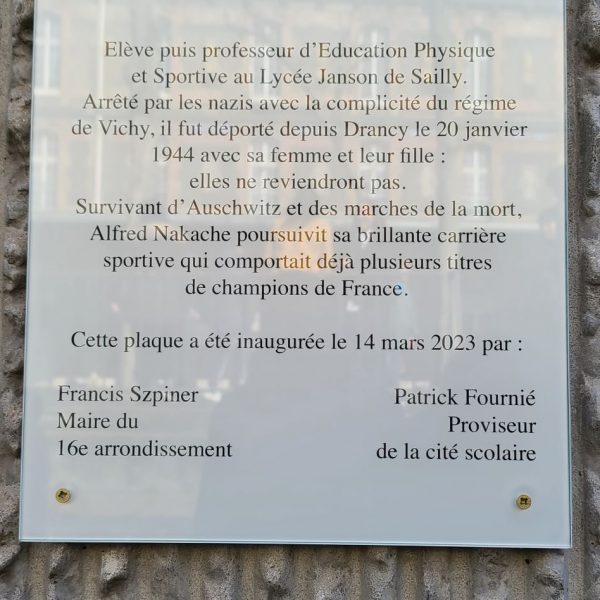 Elève puis professeur d'Education Physique
et Sportive au Lycée Janson de Sailly.
Arrêté par les nazis avec la complicité du régime
de Vichy, il fut déporté depuis Drancy le 20 janvier
1944 avec sa femme et leur fille :
elles ne reviendront pas.
Survivant d'Auschwitz et des marches de la mort,
Alfred Nakache poursuivit sa brillante carrière
sportive qui comportait déjà plusieurs titres
de champions de France.
Cette plaque a été inaugurée le 14 mars 2023 par :
Francis Szpiner
Maire du
16e arrondissement
Patrick Fournié
Proviseur
de la cité scolaire